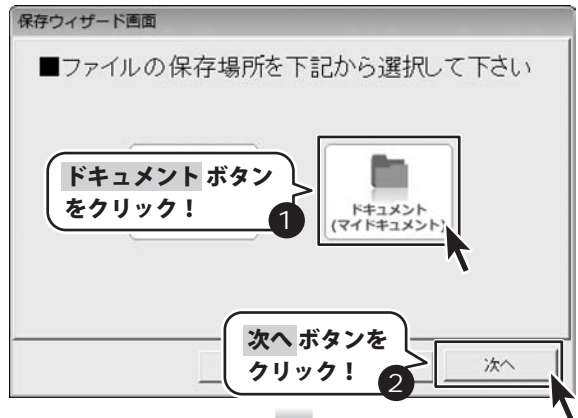 保存ウィザード画面
■ファイルの保存場所を下記から選択して下さい
ドキュメント ボタン
をクリック！
1
ドキュメント
(マイドキュメント)
次へ ボタンを
クリック！
2
次へ